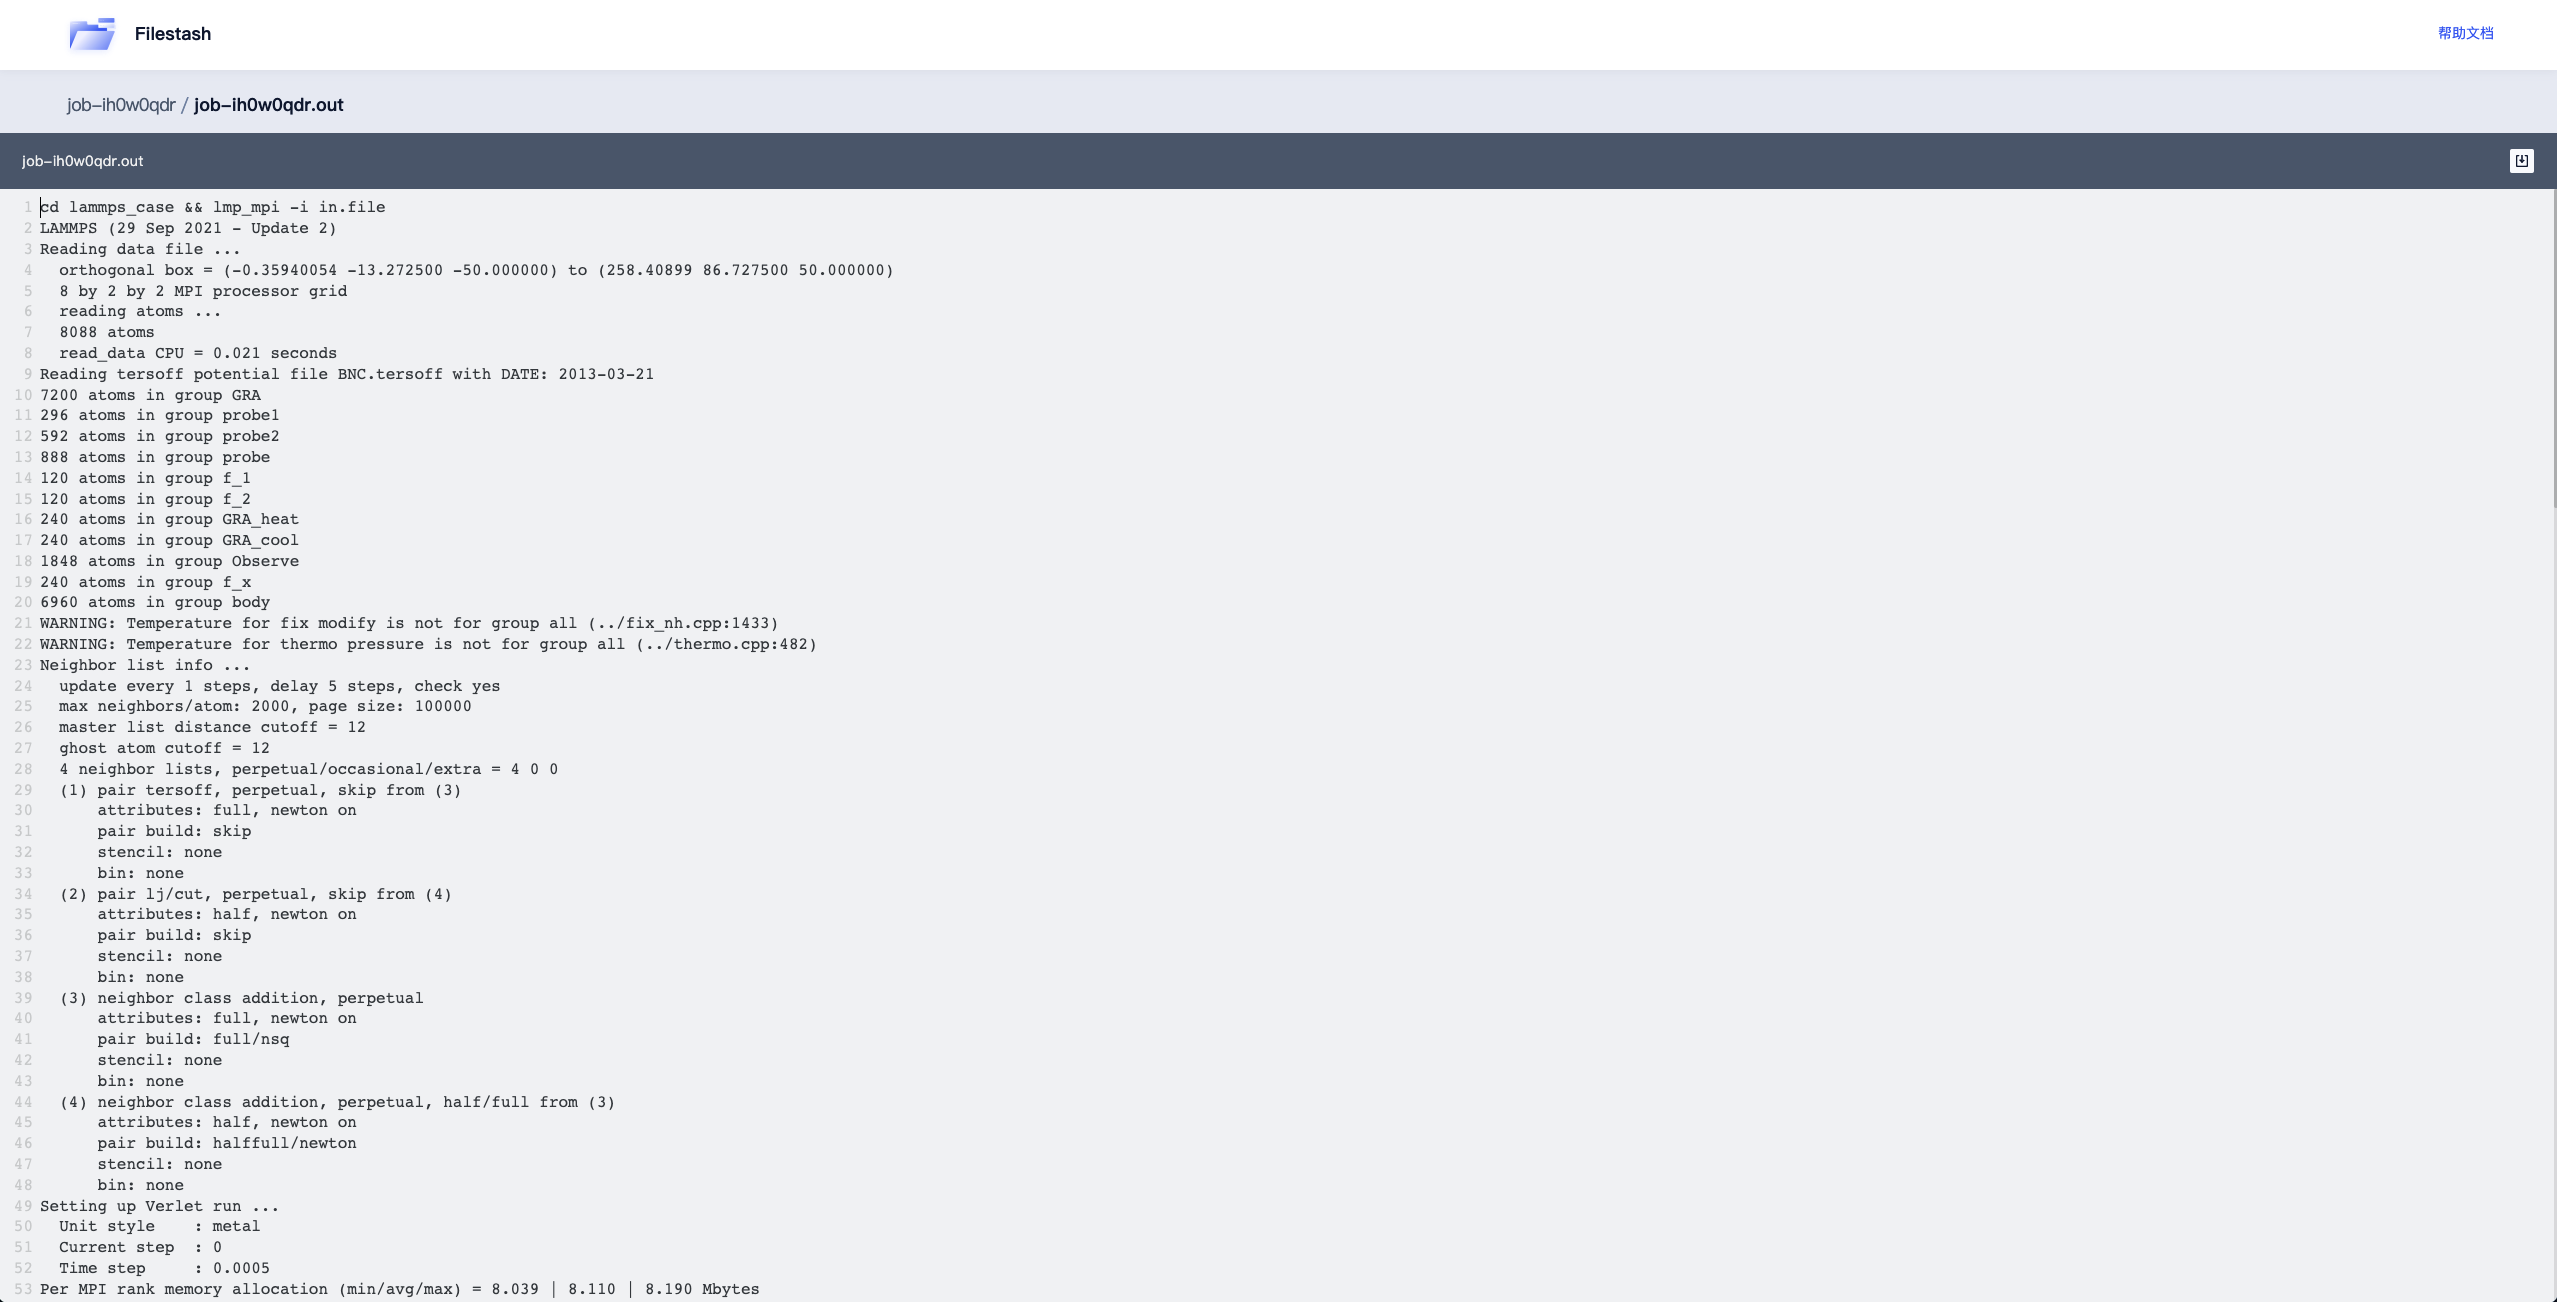 Filestash
帮助文档
job-ih0w0qdr / job-ih0w0qdr.out
job-ih0w0qdr.out
1 cd lammps_case && lmp_mpi -i in.file
2 LAMMPS (29 Sep 2021 - Update 2)
3 Reading data file ...
4   orthogonal box = (-0.35940054 -13.272500 -50.000000) to (258.40899 86.727500 50.000000)
5   8 by 2 by 2 MPI processor grid
6   reading atoms ...
7   8088 atoms
8   read_data CPU = 0.021 seconds
9 Reading tersoff potential file BNC.tersoff with DATE: 2013-03-21
10 7200 atoms in group GRA
11 296 atoms in group probe1
12 592 atoms in group probe2
13 888 atoms in group probe
14 120 atoms in group f_1
15 120 atoms in group f_2
16 240 atoms in group GRA_heat
17 240 atoms in group GRA_cool
18 1848 atoms in group Observe
19 240 atoms in group f_x
20 6960 atoms in group body
21 WARNING: Temperature for fix modify is not for group all (../fix_nh.cpp:1433)
22 WARNING: Temperature for thermo pressure is not for group all (../thermo.cpp:482)
23 Neighbor list info ...
24   update every 1 steps, delay 5 steps, check yes
25   max neighbors/atom: 2000, page size: 100000
26   master list distance cutoff = 12
27   ghost atom cutoff = 12
28   4 neighbor lists, perpetual/occasional/extra = 4 0 0
29   (1) pair tersoff, perpetual, skip from (3)
30       attributes: full, newton on
31       pair build: skip
32       stencil: none
33       bin: none
34   (2) pair lj/cut, perpetual, skip from (4)
35       attributes: half, newton on
36       pair build: skip
37       stencil: none
38       bin: none
39   (3) neighbor class addition, perpetual
40       attributes: full, newton on
41       pair build: full/nsq
42       stencil: none
43       bin: none
44   (4) neighbor class addition, perpetual, half/full from (3)
45       attributes: half, newton on
46       pair build: halffull/newton
47       stencil: none
48       bin: none
49 Setting up Verlet run ...
50   Unit style    : metal
51   Current step  : 0
52   Time step     : 0.0005
53 Per MPI rank memory allocation (min/avg/max) = 8.039 | 8.110 | 8.190 Mbytes